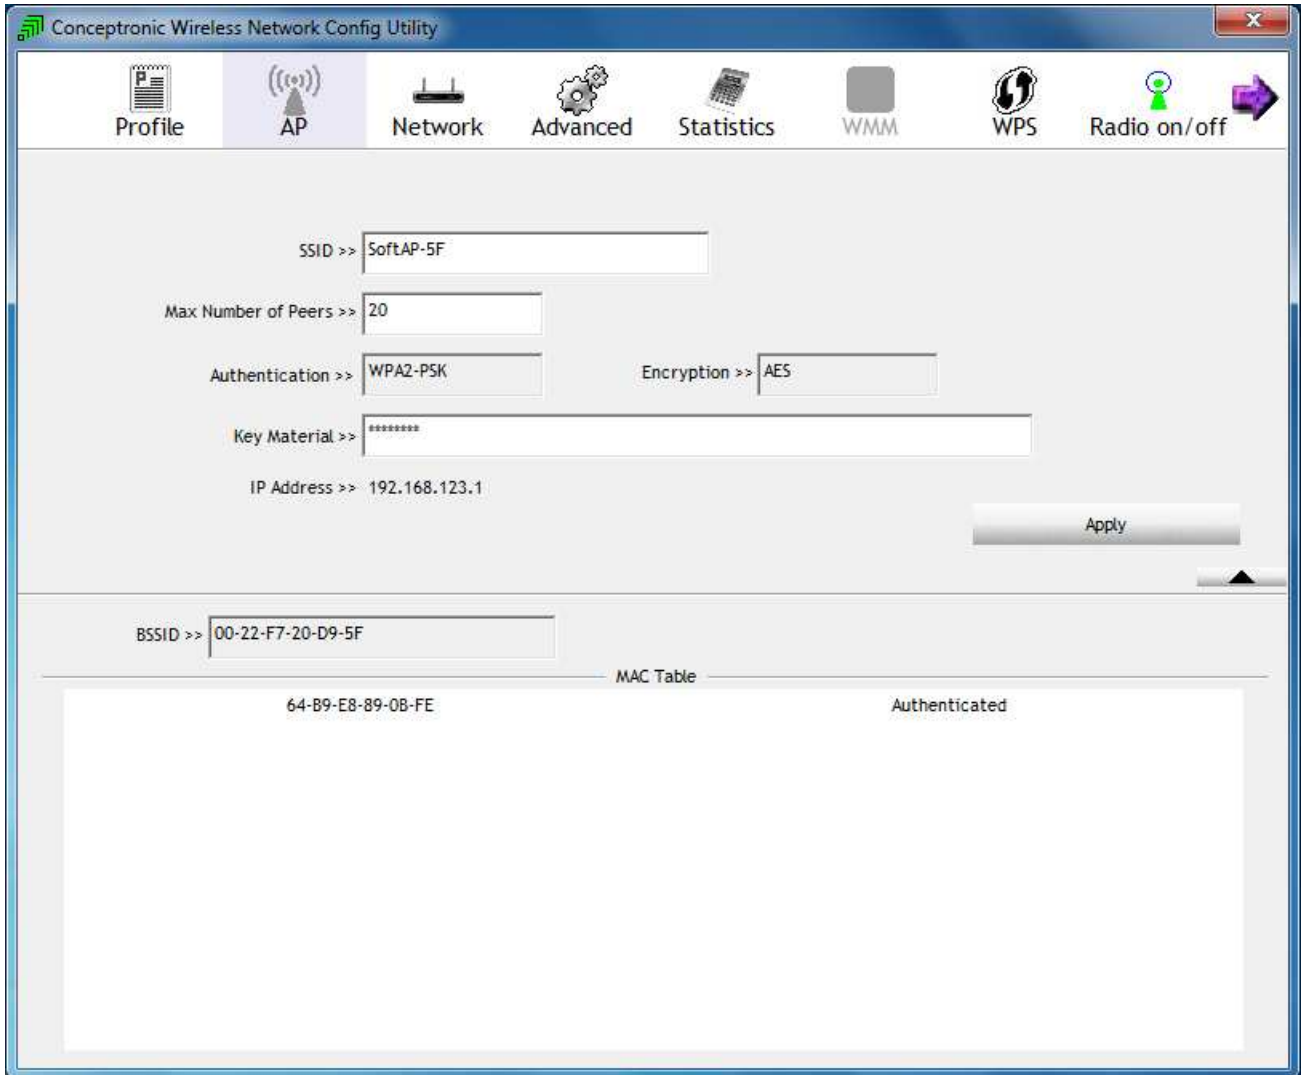 Conceptronic Wireless Network Config Utility
Profile AP Network Advanced Statistics WMM WPS Radio on/off
SSID >> SoftAP-5F
Max Number of Peers >> 20
Authentication >> WPA2-PSK Encryption >> AES
Key Material >> ********
IP Address >> 192.168.123.1
Apply
BSSID >> 00-22-F7-20-D9-5F
MAC Table
64-B9-E8-89-0B-FE Authenticated